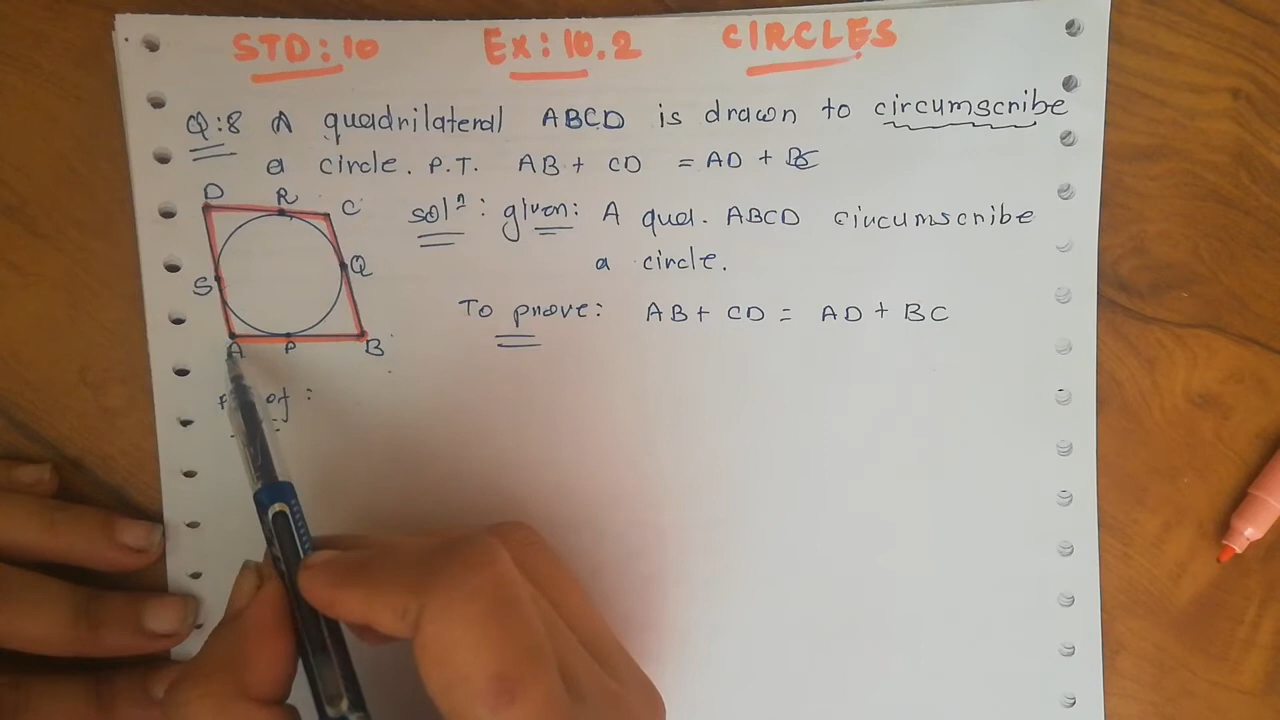 STD: 10 Ex: 10.2 CIRCLES
Q:8 A quadrilateral ABCD is drawn to circumscribe
a circle. P.T. AB + CD = AD + BC
D R C
solⁿ: given: A quad. ABCD circumscribe
a circle.
S Q
To prove: AB + CD = AD + BC
A P B